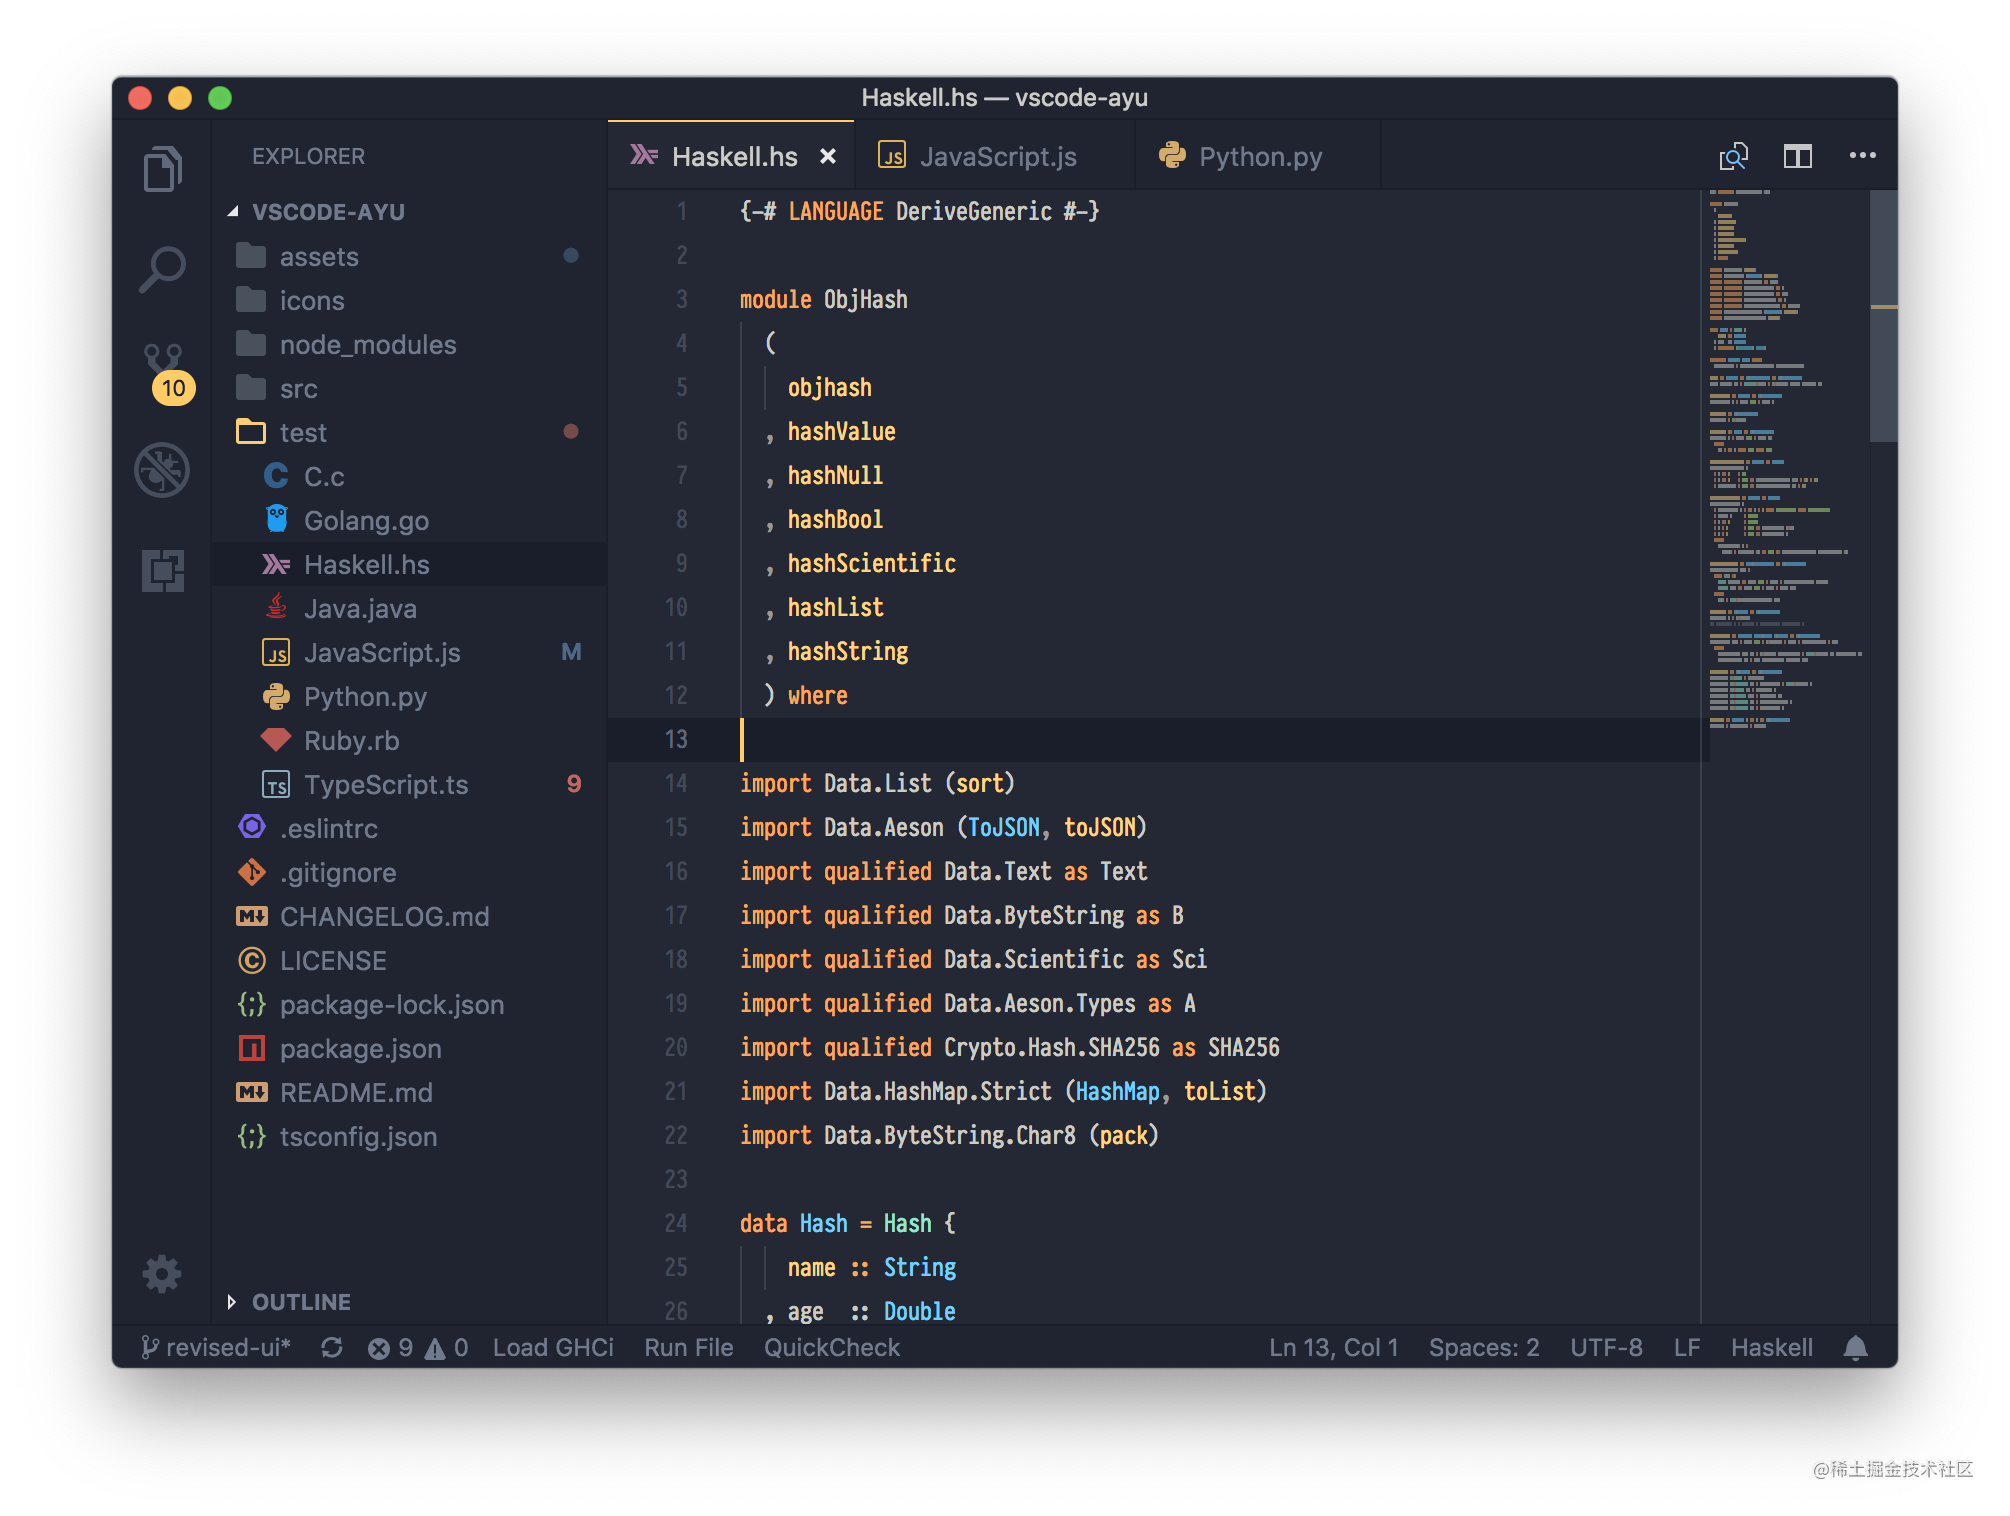 Haskell.hs — vscode-ayu
EXPLORER
VSCODE-AYU
assets
icons
node_modules
src
test
C.c
Golang.go
Haskell.hs
Java.java
JavaScript.js M
Python.py
Ruby.rb
TypeScript.ts 9
.eslintrc
.gitignore
CHANGELOG.md
LICENSE
package-lock.json
package.json
README.md
tsconfig.json
OUTLINE
10
Haskell.hs × JavaScript.js Python.py
1 {-# LANGUAGE DeriveGeneric #-}
2
3 module ObjHash
4 (
5 objhash
6 , hashValue
7 , hashNull
8 , hashBool
9 , hashScientific
10 , hashList
11 , hashString
12 ) where
13
14 import Data.List (sort)
15 import Data.Aeson (ToJSON, toJSON)
16 import qualified Data.Text as Text
17 import qualified Data.ByteString as B
18 import qualified Data.Scientific as Sci
19 import qualified Data.Aeson.Types as A
20 import qualified Crypto.Hash.SHA256 as SHA256
21 import Data.HashMap.Strict (HashMap, toList)
22 import Data.ByteString.Char8 (pack)
23
24 data Hash = Hash {
25 name :: String
26 , age :: Double
revised-ui* 9 0 Load GHCi Run File QuickCheck Ln 13, Col 1 Spaces: 2 UTF-8 LF Haskell
@稀土掘金技术社区